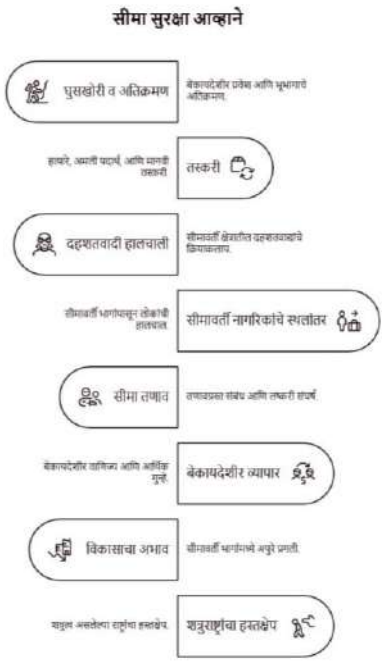 सीमा सुरक्षा आव्हाने
घुसखोरी व अतिक्रमण
बेकायदेशीर प्रवेश आणि भूभागाचे
अतिक्रमण.
हत्यारे, अमली पदार्थ, आणि मानवी
तस्करी.
तस्करी
दहशतवादी हालचाली
सीमावर्ती क्षेत्रातील दहशतवाद्यांचे
क्रियाकलाप.
सीमावर्ती भागांपासून लोकांची
हालचाल.
सीमावर्ती नागरिकांचे स्थलांतर
सीमा तणाव
तणावग्रस्त संबंध आणि लष्करी संघर्ष.
बेकायदेशीर वाणिज्य आणि आर्थिक
गुन्हे.
बेकायदेशीर व्यापार
विकासाचा अभाव
सीमावर्ती भागांमध्ये अपुरे प्रगती.
शत्रुत्व असलेल्या राष्ट्रांचा हस्तक्षेप.
शत्रुराष्ट्रांचा हस्तक्षेप